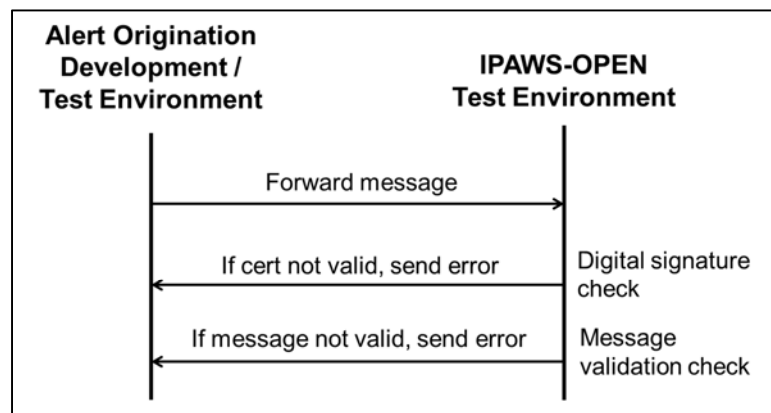 Alert Origination
Development /
Test Environment
IPAWS-OPEN
Test Environment
Forward message
If cert not valid, send error
Digital signature
check
If message not valid, send error
Message
validation check